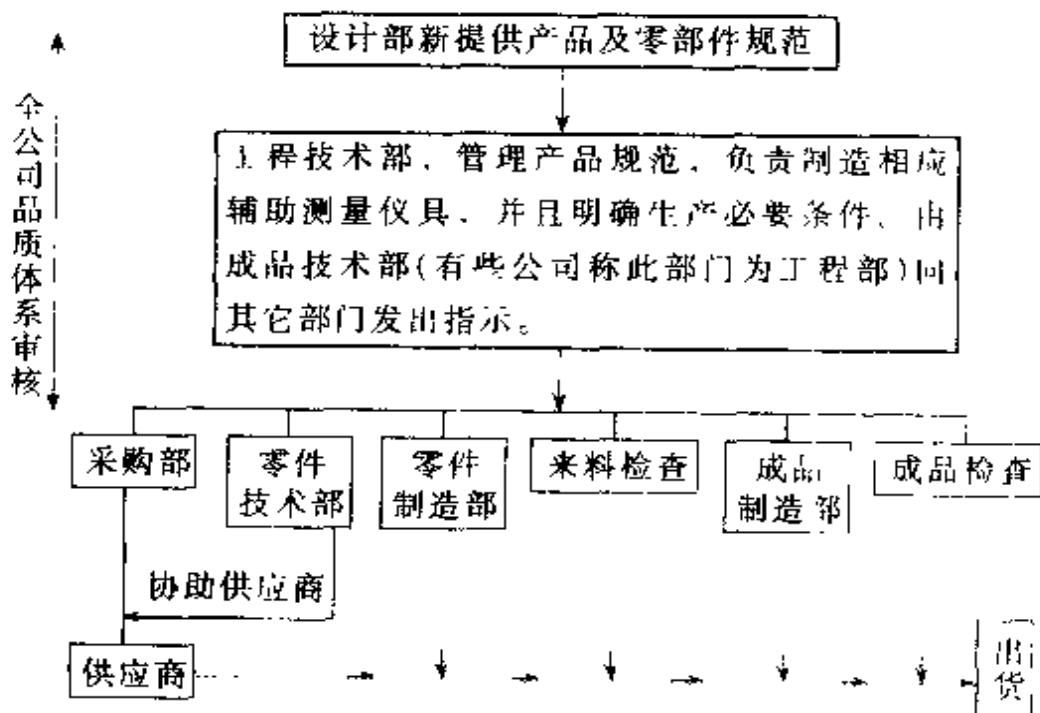 设计部新提供产品及零部件规范
全公司品质体系审核
工程技术部、管理产品规范、负责制造相应
辅助测量仪具、并且明确生产必要条件、由
成品技术部(有些公司称此部门为工程部)向
其它部门发出指示。
采购部
零件
技术部
零件
制造部
来料检查
成品
制造部
成品检查
协助供应商
供应商
出货